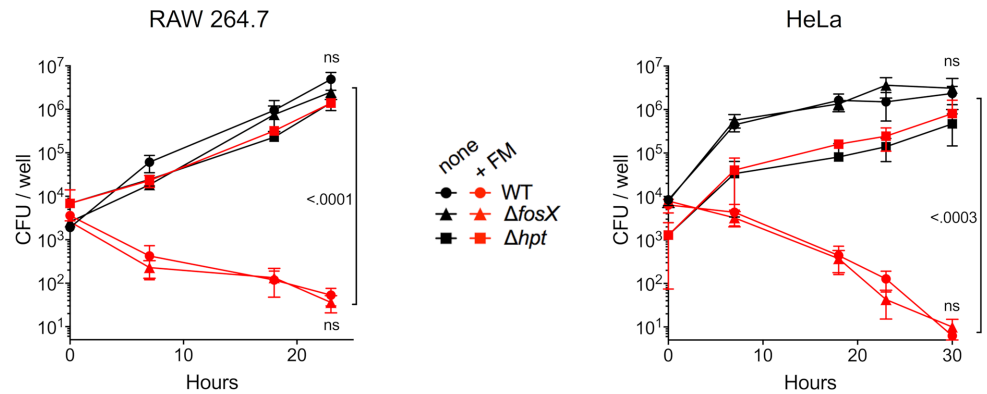 RAW 264.7
HeLa
ns
10⁷
10⁶
10⁵
10⁴
10³
10²
10¹
CFU / well
<.0001
ns
0
10
20
Hours
none
+ FM
WT
ΔfosX
Δhpt
ns
10⁷
10⁶
10⁵
10⁴
10³
10²
10¹
CFU / well
<.0003
ns
0
10
20
30
Hours